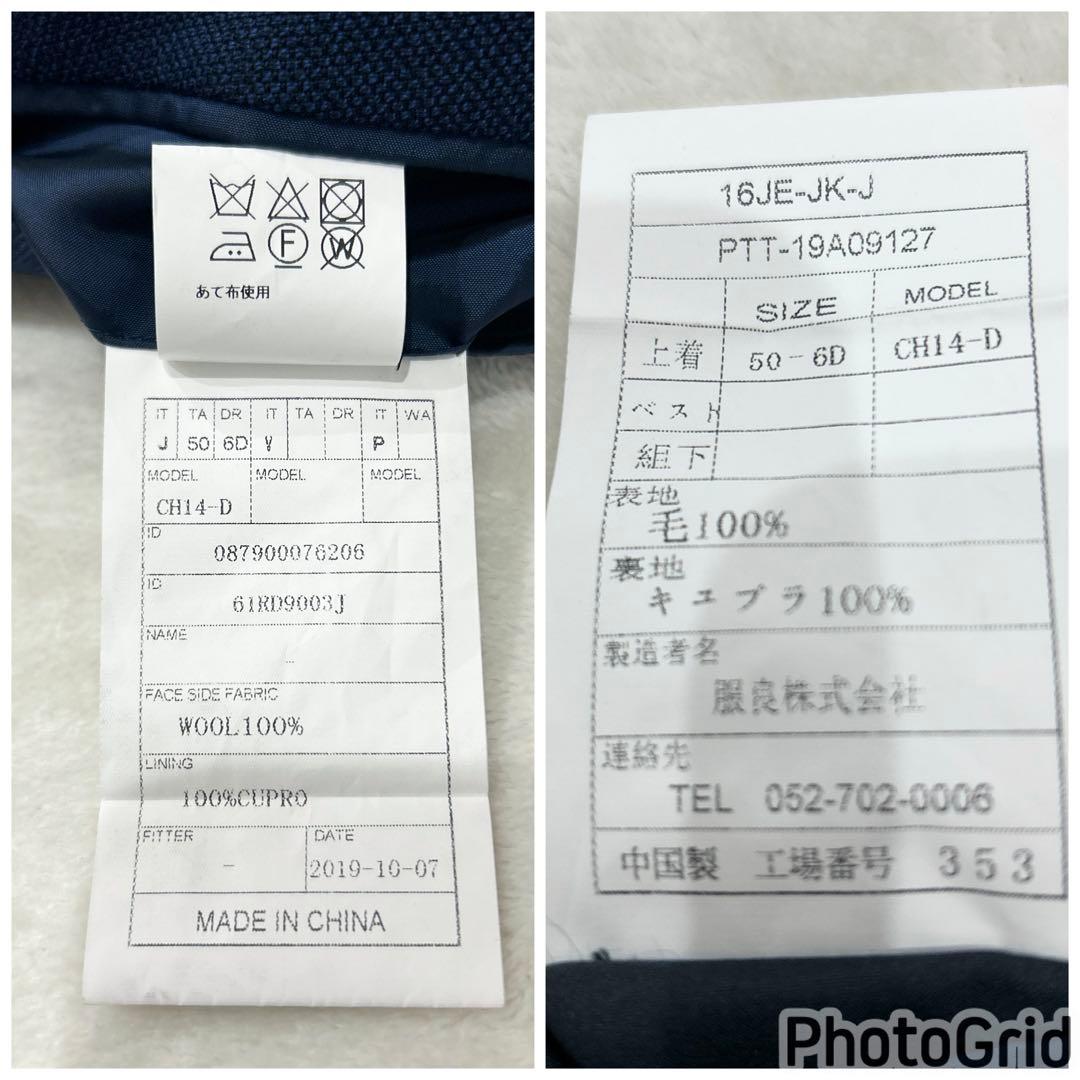 F
W
あて布使用
IT TA DR IT TA DR IT WA
J 50 6D V P
MODEL MODEL MODEL
CH14-D
ID
087900076206
ID
61RD9003J
NAME
-
FACE SIDE FABRIC
WOOL100%
LINING
100%CUPRO
FITTER DATE
- 2019-10-07
MADE IN CHINA
16JE-JK-J
PTT-19A09127
SIZE MODEL
上着 50-6D CH14-D
ベスト
組下
表地
毛100%
裏地
キュプラ100%
製造者名
服良株式会社
連絡先
TEL 052-702-0006
中国製 工場番号 353
PhotoGrid